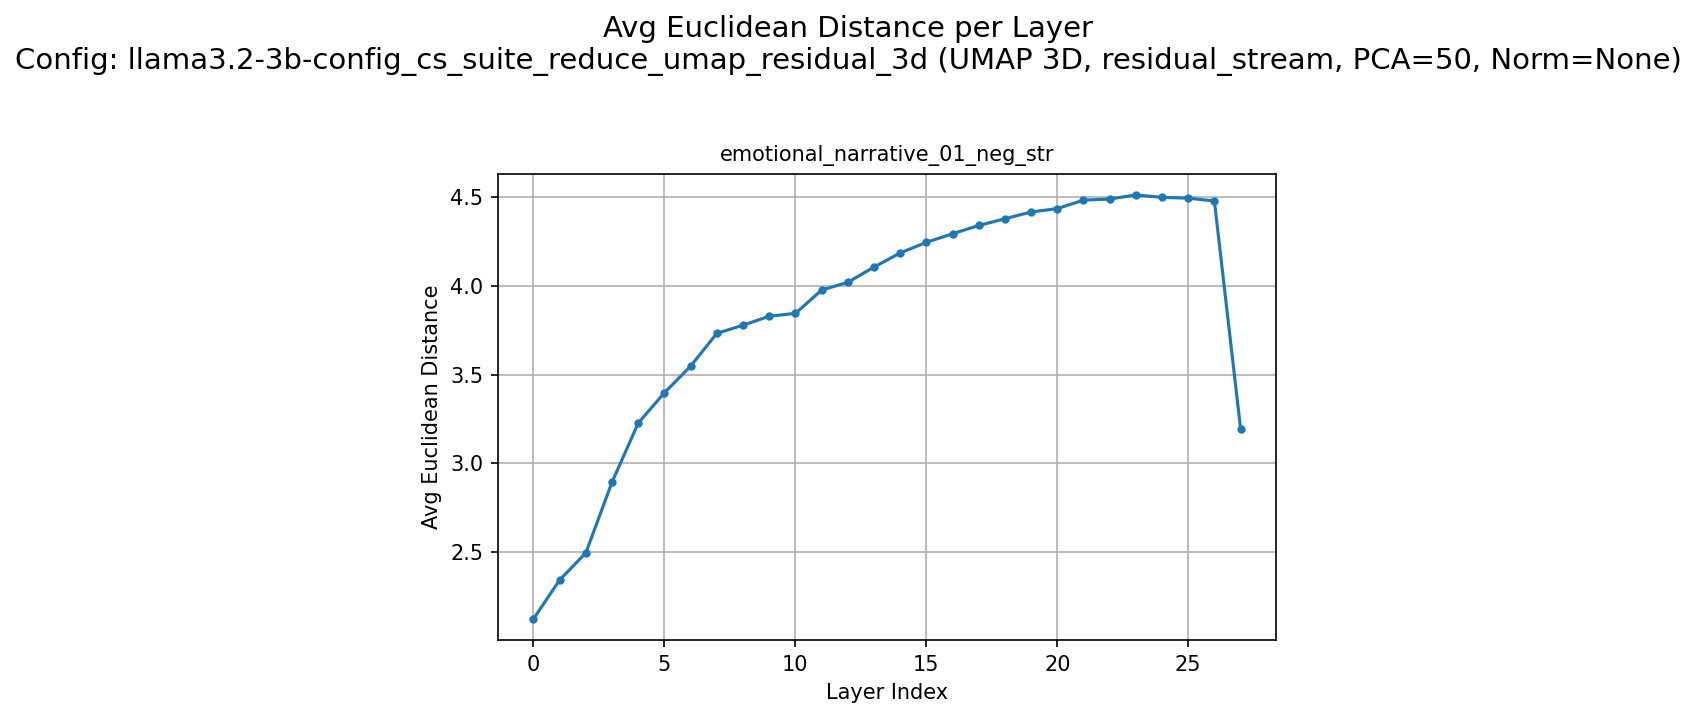 Avg Euclidean Distance per Layer
Config: llama3.2-3b-config_cs_suite_reduce_umap_residual_3d (UMAP 3D, residual_stream, PCA=50, Norm=None)
emotional_narrative_01_neg_str
Avg Euclidean Distance
4.5
4.0
3.5
3.0
2.5
0 5 10 15 20 25
Layer Index